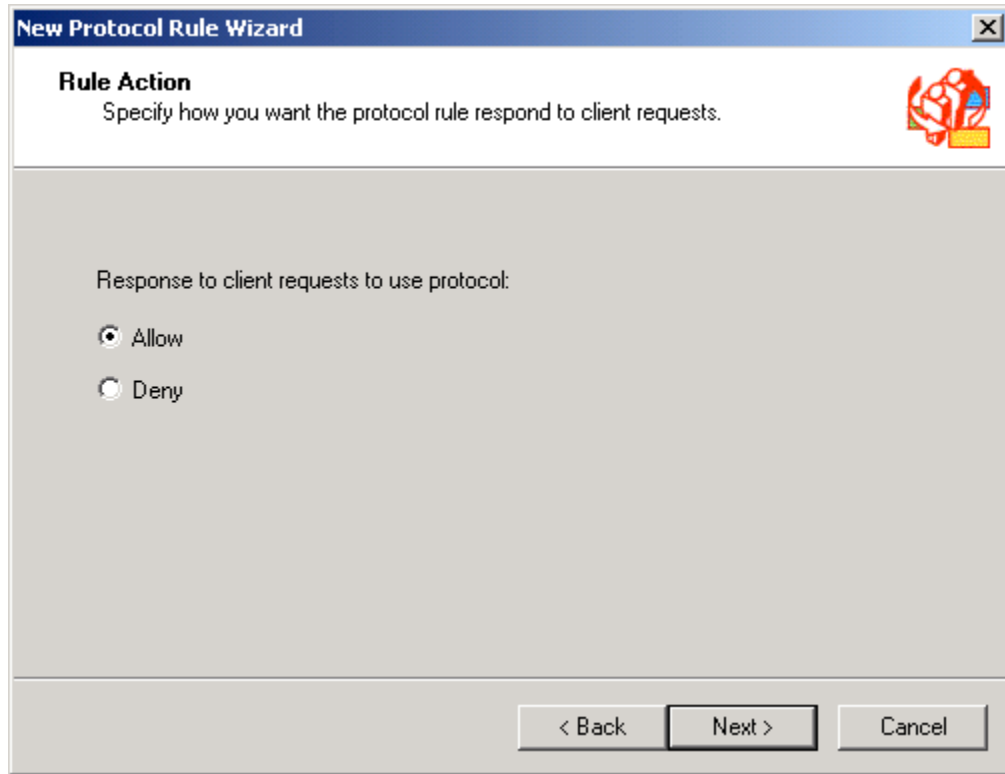 New Protocol Rule Wizard
Rule Action
Specify how you want the protocol rule respond to client requests.
Response to client requests to use protocol:
Allow
Deny
< Back
Next >
Cancel